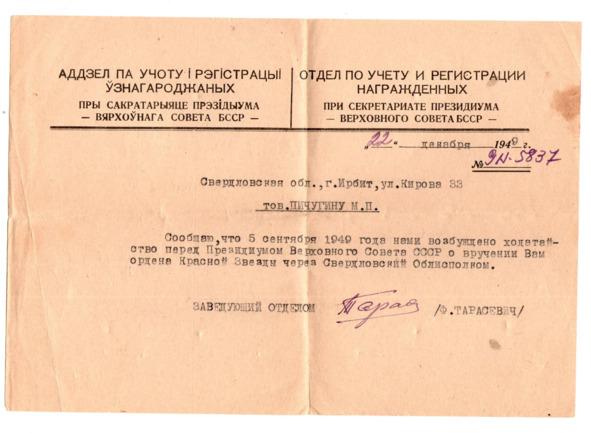 АДДЗЕЛ ПА УЧОТУ І РЭГІСТРАЦЫІ
ЎЗНАГАРОДЖАНЫХ
ПРЫ САКРАТАРЫЯЦЕ ПРЭЗІДЫУМА
— ВЯРХОЎНАГА СОВЕТА БССР —
ОТДЕЛ ПО УЧЕТУ И РЕГИСТРАЦИИ
НАГРАЖДЕННЫХ
ПРИ СЕКРЕТАРИАТЕ ПРЕЗИДИУМА
— ВЕРХОВНОГО СОВЕТА БССР —
„22“ декабря 1949 г.
№ 9н-5837
Свердловская обл.,г.Ирбит,ул.Кирова 33
тов.ПИЧУГИНУ М.П.
Сообщаю,что 5 сентября 1949 года нами возбуждено ходатай-
ство перед Президиумом Верховного Совета СССР о вручении Вам
ордена Красной Звезды через Свердловский Облисполком.
ЗАВЕДУЮЩИЙ ОТДЕЛОМ Тарас /Ф.ТАРАСЕВИЧ/